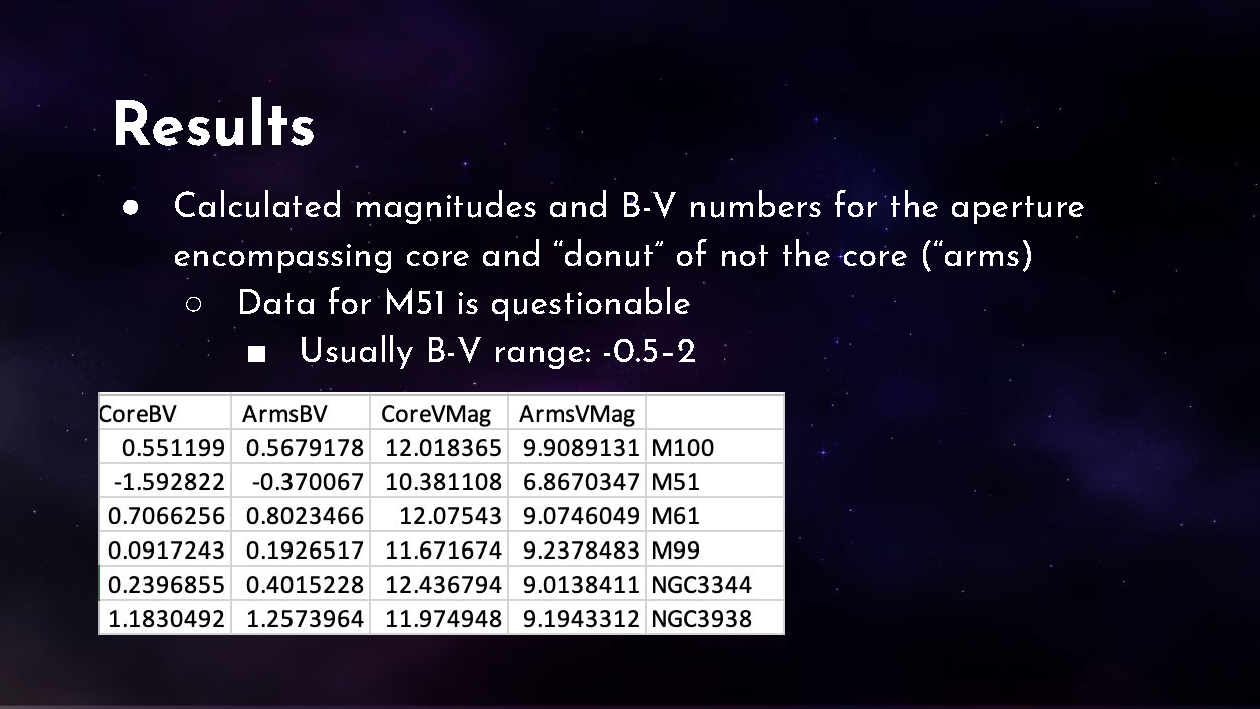 Results
● Calculated magnitudes and B-V numbers for the aperture
encompassing core and “donut” of not the core (“arms)
○ Data for M51 is questionable
■ Usually B-V range: -0.5–2
CoreBV ArmsBV CoreVMag ArmsVMag
0.551199 0.5679178 12.018365 9.9089131 M100
-1.592822 -0.370067 10.381108 6.8670347 M51
0.7066256 0.8023466 12.07543 9.0746049 M61
0.0917243 0.1926517 11.671674 9.2378483 M99
0.2396855 0.4015228 12.436794 9.0138411 NGC3344
1.1830492 1.2573964 11.974948 9.1943312 NGC3938